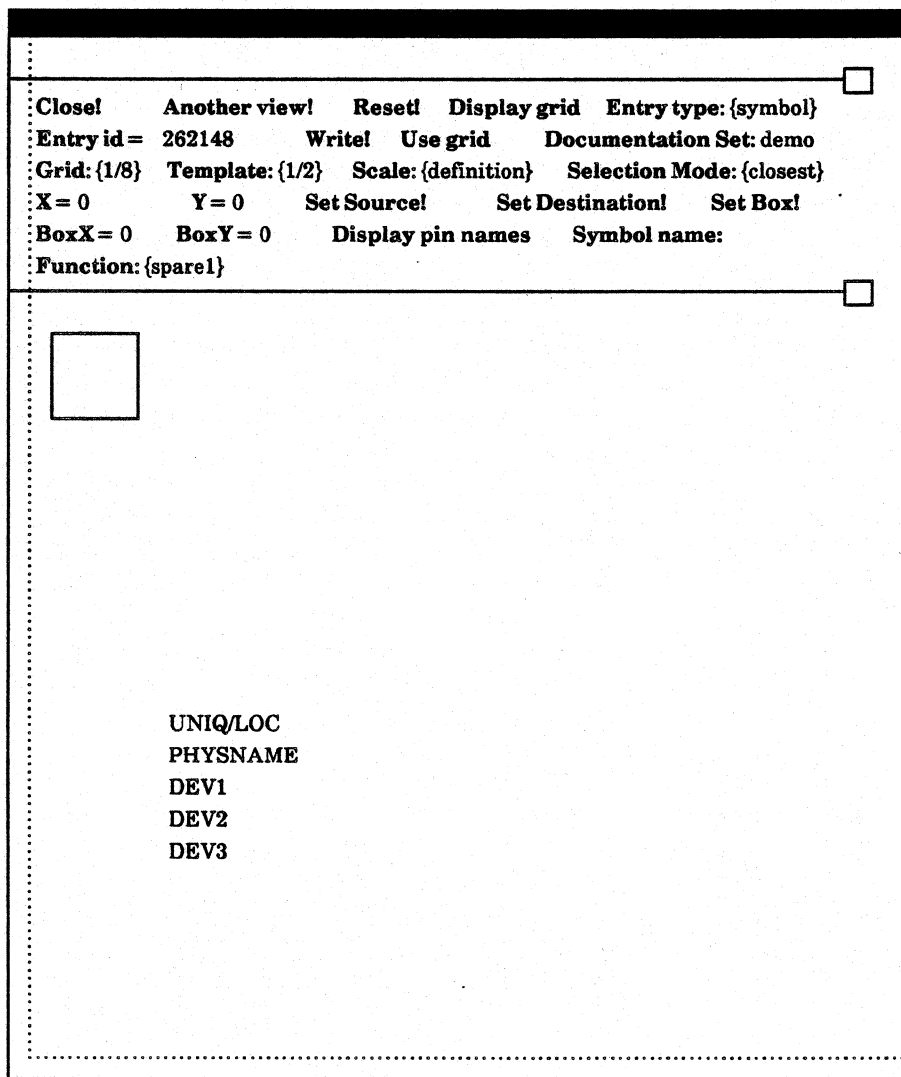 Close! Another view! Reset! Display grid Entry type: {symbol}
Entry id = 262148 Write! Use grid Documentation Set: demo
Grid: {1/8} Template: {1/2} Scale: {definition} Selection Mode: {closest}
X = 0 Y = 0 Set Source! Set Destination! Set Box!
BoxX = 0 BoxY = 0 Display pin names Symbol name:
Function: {spare1}
UNIQ/LOC
PHYSNAME
DEV1
DEV2
DEV3